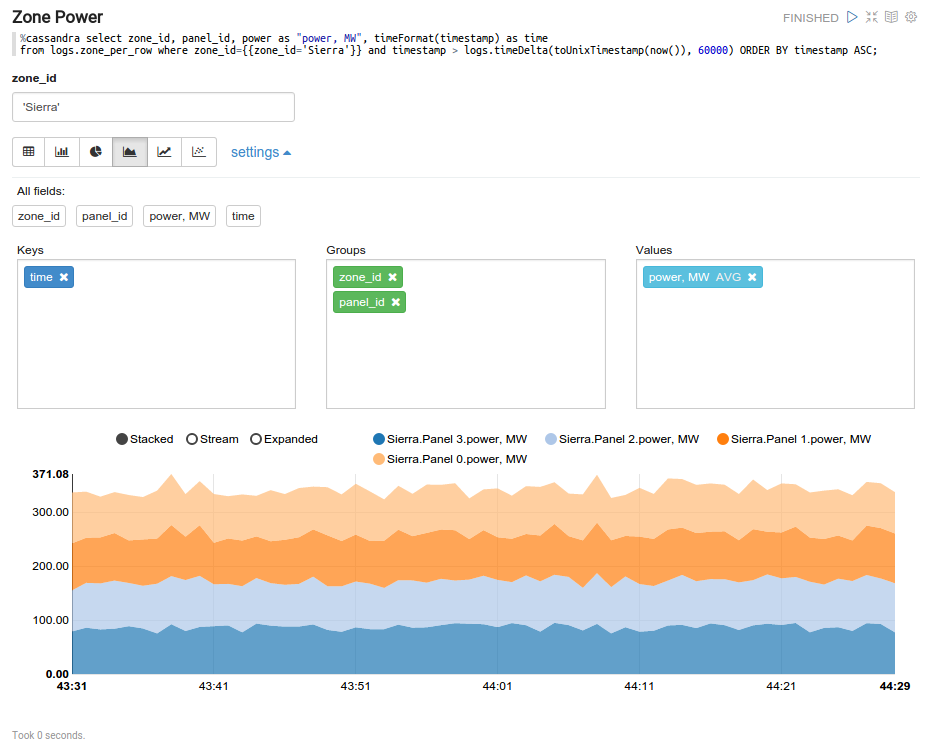 Zone Power
FINISHED
%cassandra select zone_id, panel_id, power as "power, MW", timeFormat(timestamp) as time
from logs.zone_per_row where zone_id={{zone_id='Sierra'}} and timestamp > logs.timeDelta(toUnixTimestamp(now()), 60000) ORDER BY timestamp ASC;
zone_id
'Sierra'
settings
All fields:
zone_id panel_id power, MW time
Keys Groups Values
time zone_id power, MW AVG
panel_id
Stacked Stream Expanded Sierra.Panel 3.power, MW Sierra.Panel 2.power, MW Sierra.Panel 1.power, MW
Sierra.Panel 0.power, MW
371.08
300.00
200.00
100.00
0.00
43:31 43:41 43:51 44:01 44:11 44:21 44:29
Took 0 seconds.